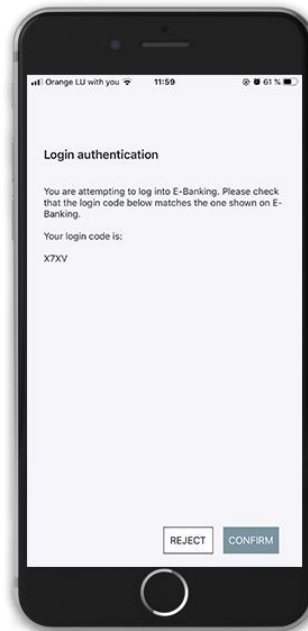 Orange LU with you 11:59 61 %
Login authentication
You are attempting to log into E-Banking. Please check
that the login code below matches the one shown on E-
Banking.
Your login code is:
X7XV
REJECT CONFIRM